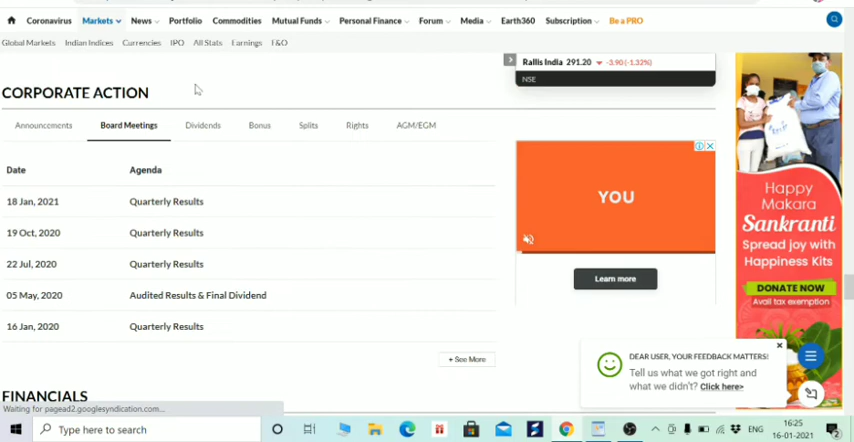 Coronavirus Markets News Portfolio Commodities Mutual Funds Personal Finance Forum Media Earth360 Subscription Be a PRO
Global Markets Indian Indices Currencies IPO All Stats Earnings F&O
Rallis India 291.20 -3.90 (-1.32%)
NSE
CORPORATE ACTION
Announcements Board Meetings Dividends Bonus Splits Rights AGM/EGM
Date Agenda
18 Jan, 2021 Quarterly Results
19 Oct, 2020 Quarterly Results
22 Jul, 2020 Quarterly Results
05 May, 2020 Audited Results & Final Dividend
16 Jan, 2020 Quarterly Results
+ See More
FINANCIALS
YOU
Learn more
Happy
Makara
Sankranti
Spread joy with
Happiness Kits
DONATE NOW
Avail tax exemption
DEAR USER, YOUR FEEDBACK MATTERS!
Tell us what we got right and
what we didn't? Click here>
Waiting for pagead2.googlesyndication.com...
Type here to search
ENG
16:25
16-01-2021
2